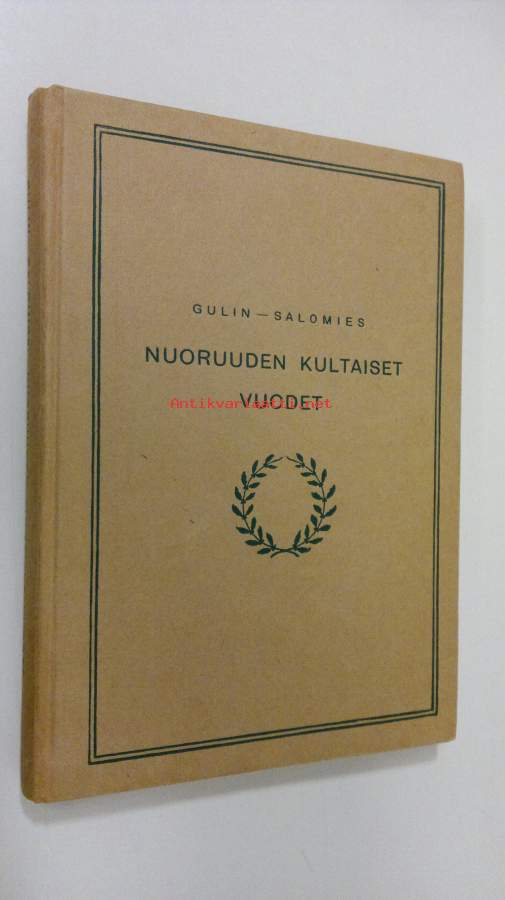 GULIN — SALOMIES
NUORUUDEN KULTAISET
VUODET
Antikvariaatti.net